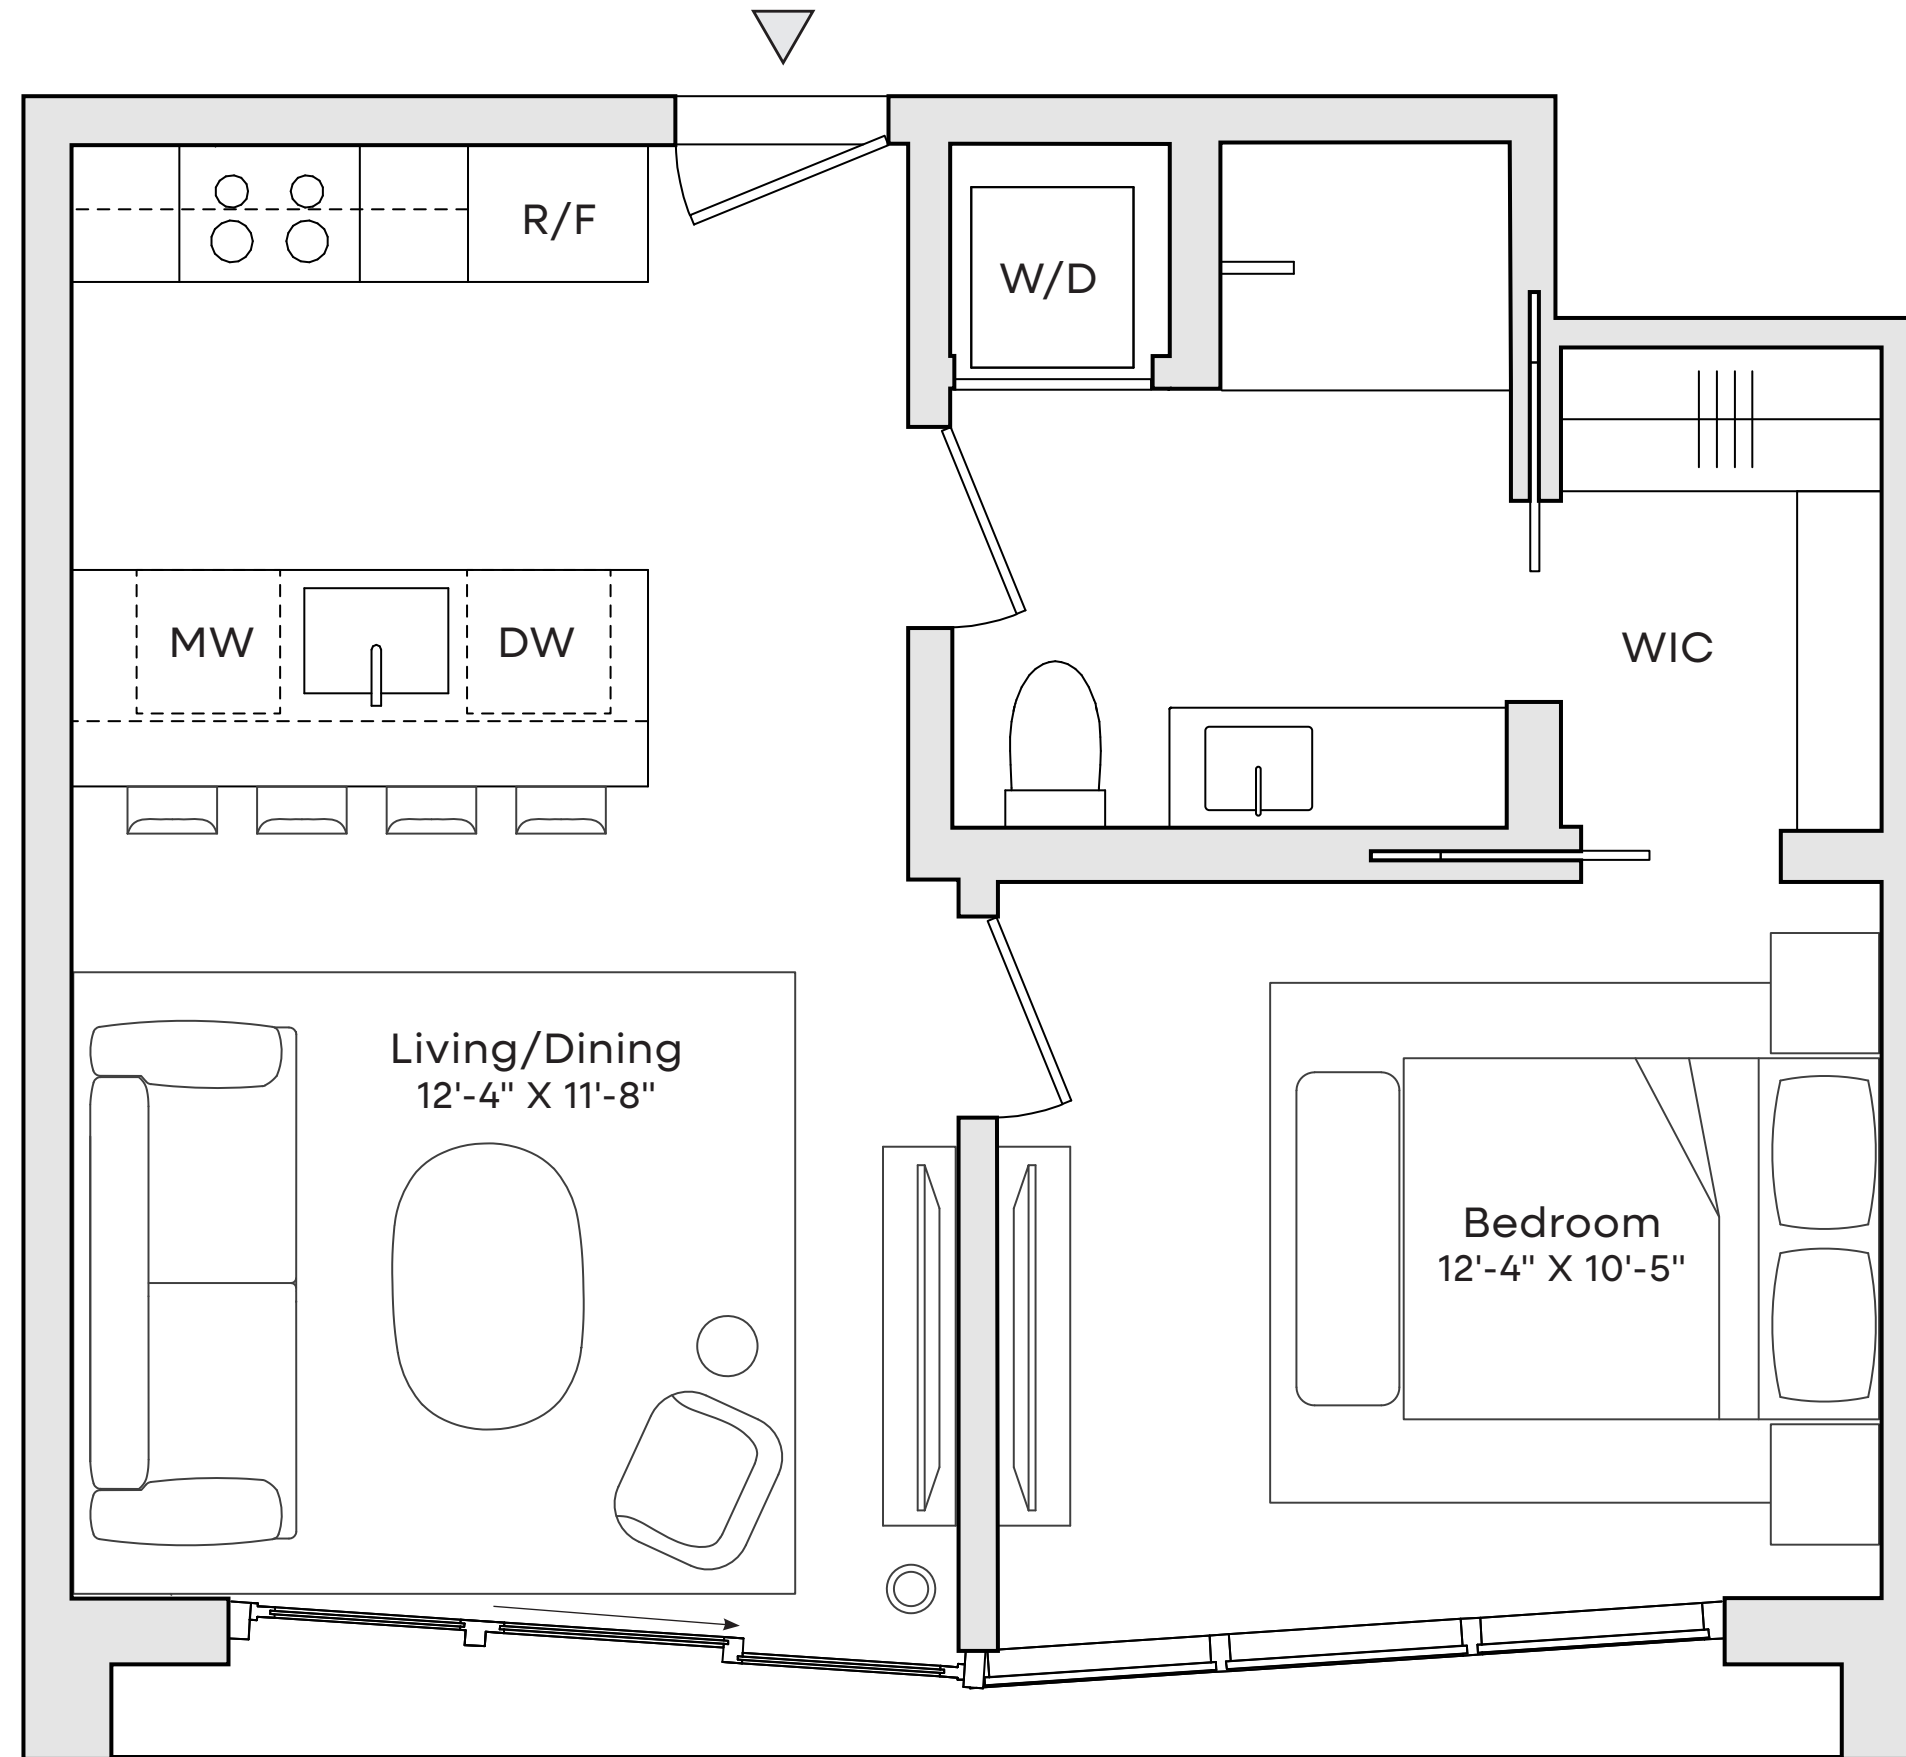 R/F
W/D
MW
DW
WIC
Living/Dining
12'-4" X 11'-8"
Bedroom
12'-4" X 10'-5"